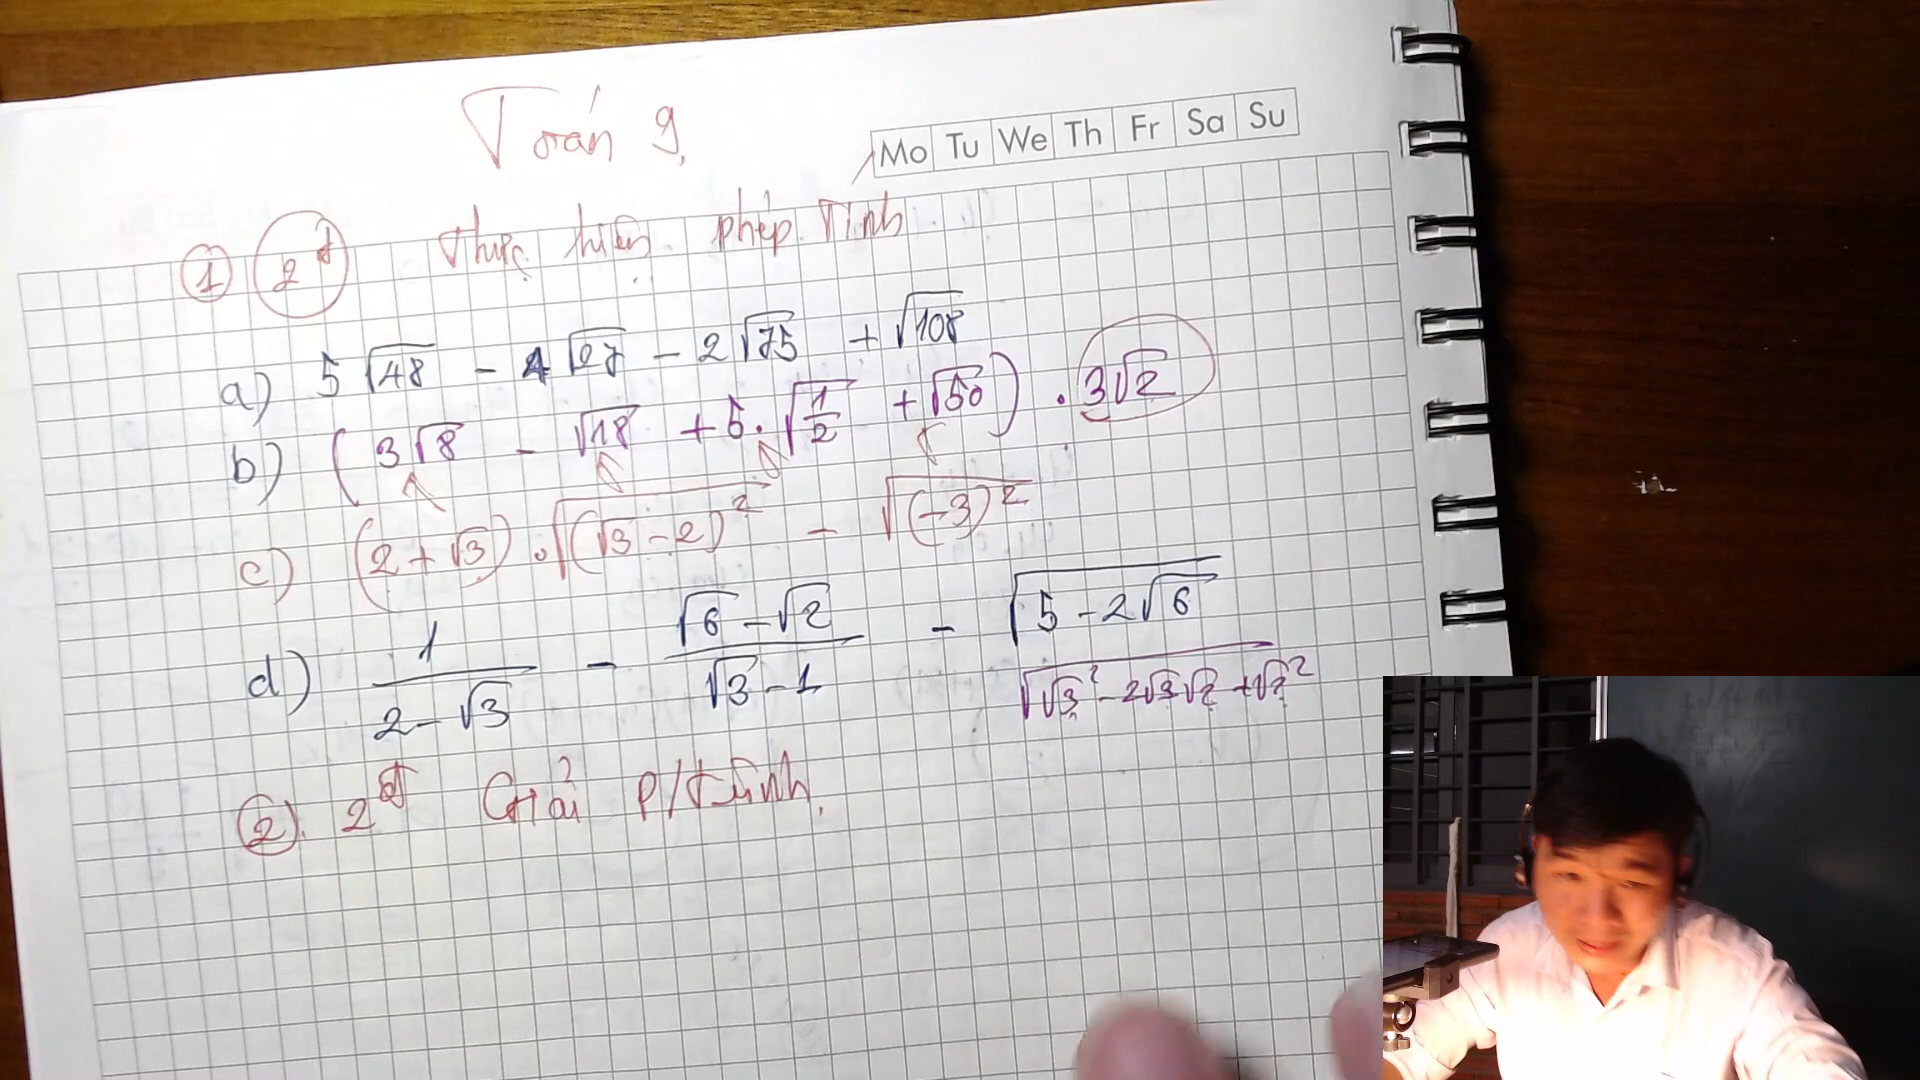 Toán 9,
Mo Tu We Th Fr Sa Su
① 2đ Thực hiện phép tính
a) 5√48 - 4√27 - 2√75 + √108
b) (3√8 - √18 + 5.√(1/2) + √50) . 3√2
c) (2+√3).√((√3-2)²) - √((-3)²)
d) 1/(2-√3) - (√6-√2)/(√3-1) - √(5-2√6)
√(√3² - 2√3√2 + √2²)
②. 2đ Giải p/trình,